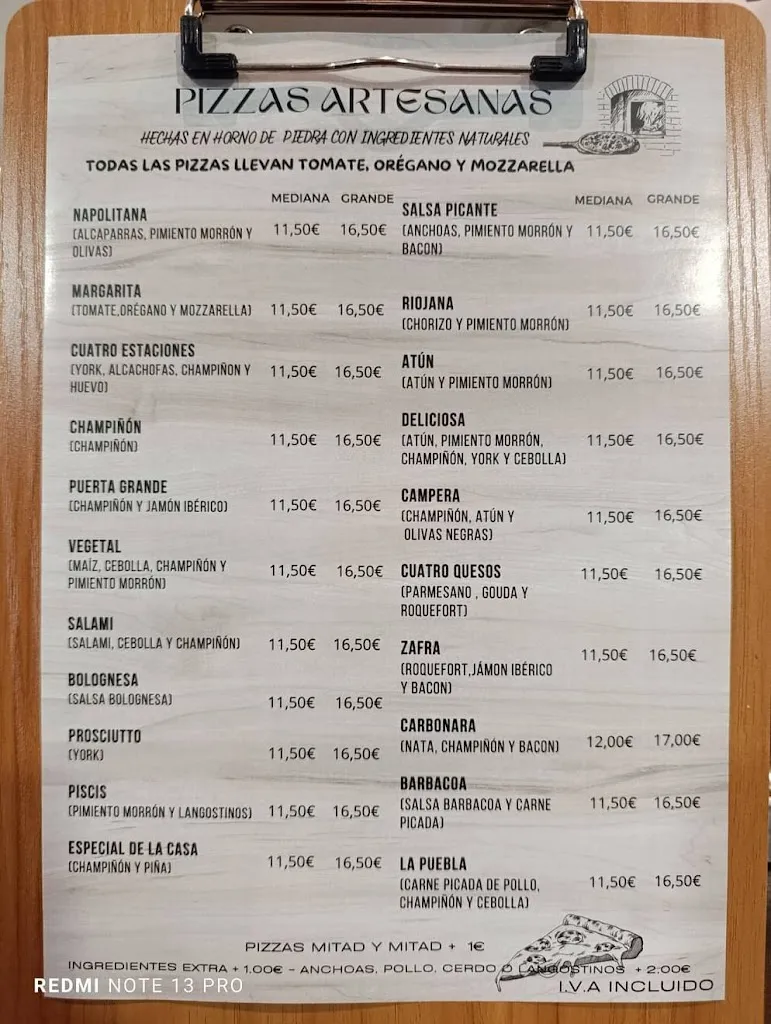 PIZZAS ARTESANAS
HECHAS EN HORNO DE PIEDRA CON INGREDIENTES NATURALES
TODAS LAS PIZZAS LLEVAN TOMATE, ORÉGANO Y MOZZARELLA
MEDIANA GRANDE
NAPOLITANA
(ALCAPARRAS, PIMIENTO MORRÓN Y 11,50€ 16,50€
OLIVAS)
MARGARITA
(TOMATE,ORÉGANO Y MOZZARELLA) 11,50€ 16,50€
CUATRO ESTACIONES
(YORK, ALCACHOFAS, CHAMPIÑON Y 11,50€ 16,50€
HUEVO)
CHAMPIÑÓN
(CHAMPIÑÓN) 11,50€ 16,50€
PUERTA GRANDE
(CHAMPIÑÓN Y JAMÓN IBÉRICO) 11,50€ 16,50€
VEGETAL
(MAÍZ, CEBOLLA, CHAMPIÑÓN Y 11,50€ 16,50€
PIMIENTO MORRÓN)
SALAMI
(SALAMI, CEBOLLA Y CHAMPIÑÓN) 11,50€ 16,50€
BOLOGNESA
(SALSA BOLOGNESA) 11,50€ 16,50€
PROSCIUTTO
(YORK) 11,50€ 16,50€
PISCIS
(PIMIENTO MORRÓN Y LANGOSTINOS) 11,50€ 16,50€
ESPECIAL DE LA CASA
(CHAMPIÑÓN Y PIÑA) 11,50€ 16,50€
MEDIANA GRANDE
SALSA PICANTE
(ANCHOAS, PIMIENTO MORRÓN Y 11,50€ 16,50€
BACON)
RIOJANA
(CHORIZO Y PIMIENTO MORRÓN) 11,50€ 16,50€
ATÚN
(ATÚN Y PIMIENTO MORRÓN) 11,50€ 16,50€
DELICIOSA
(ATÚN, PIMIENTO MORRÓN, 11,50€ 16,50€
CHAMPIÑÓN, YORK Y CEBOLLA)
CAMPERA
(CHAMPIÑÓN, ATÚN Y 11,50€ 16,50€
OLIVAS NEGRAS)
CUATRO QUESOS 11,50€ 16,50€
(PARMESANO , GOUDA Y
ROQUEFORT)
ZAFRA 11,50€ 16,50€
(ROQUEFORT,JÁMON IBÉRICO
Y BACON)
CARBONARA
(NATA, CHAMPIÑÓN Y BACON) 12,00€ 17,00€
BARBACOA
(SALSA BARBACOA Y CARNE 11,50€ 16,50€
PICADA)
LA PUEBLA
(CARNE PICADA DE POLLO, 11,50€ 16,50€
CHAMPIÑÓN Y CEBOLLA)
PIZZAS MITAD Y MITAD + 1€
INGREDIENTES EXTRA + 1.00€ - ANCHOAS, POLLO, CERDO O LANGOSTINOS + 2.00€
I.V.A INCLUIDO
REDMI NOTE 13 PRO